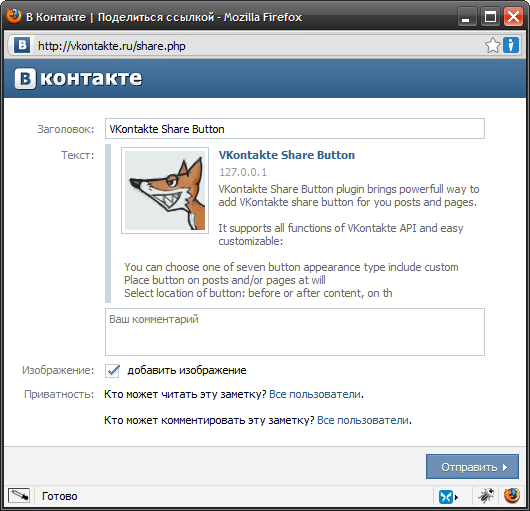 В Контакте | Поделиться ссылкой - Mozilla Firefox
http://vkontakte.ru/share.php
В контакте
Заголовок: VKontakte Share Button
Текст: VKontakte Share Button
127.0.0.1
VKontakte Share Button plugin brings powerfull way to
add VKontakte share button for you posts and pages.
It supports all functions of VKontakte API and easy
customizable:
You can choose one of seven button appearance type include custom
Place button on posts and/or pages at will
Select location of button: before or after content, on th
Ваш комментарий
Изображение: добавить изображение
Приватность: Кто может читать эту заметку? Все пользователи.
Кто может комментировать эту заметку? Все пользователи.
Отправить
Готово